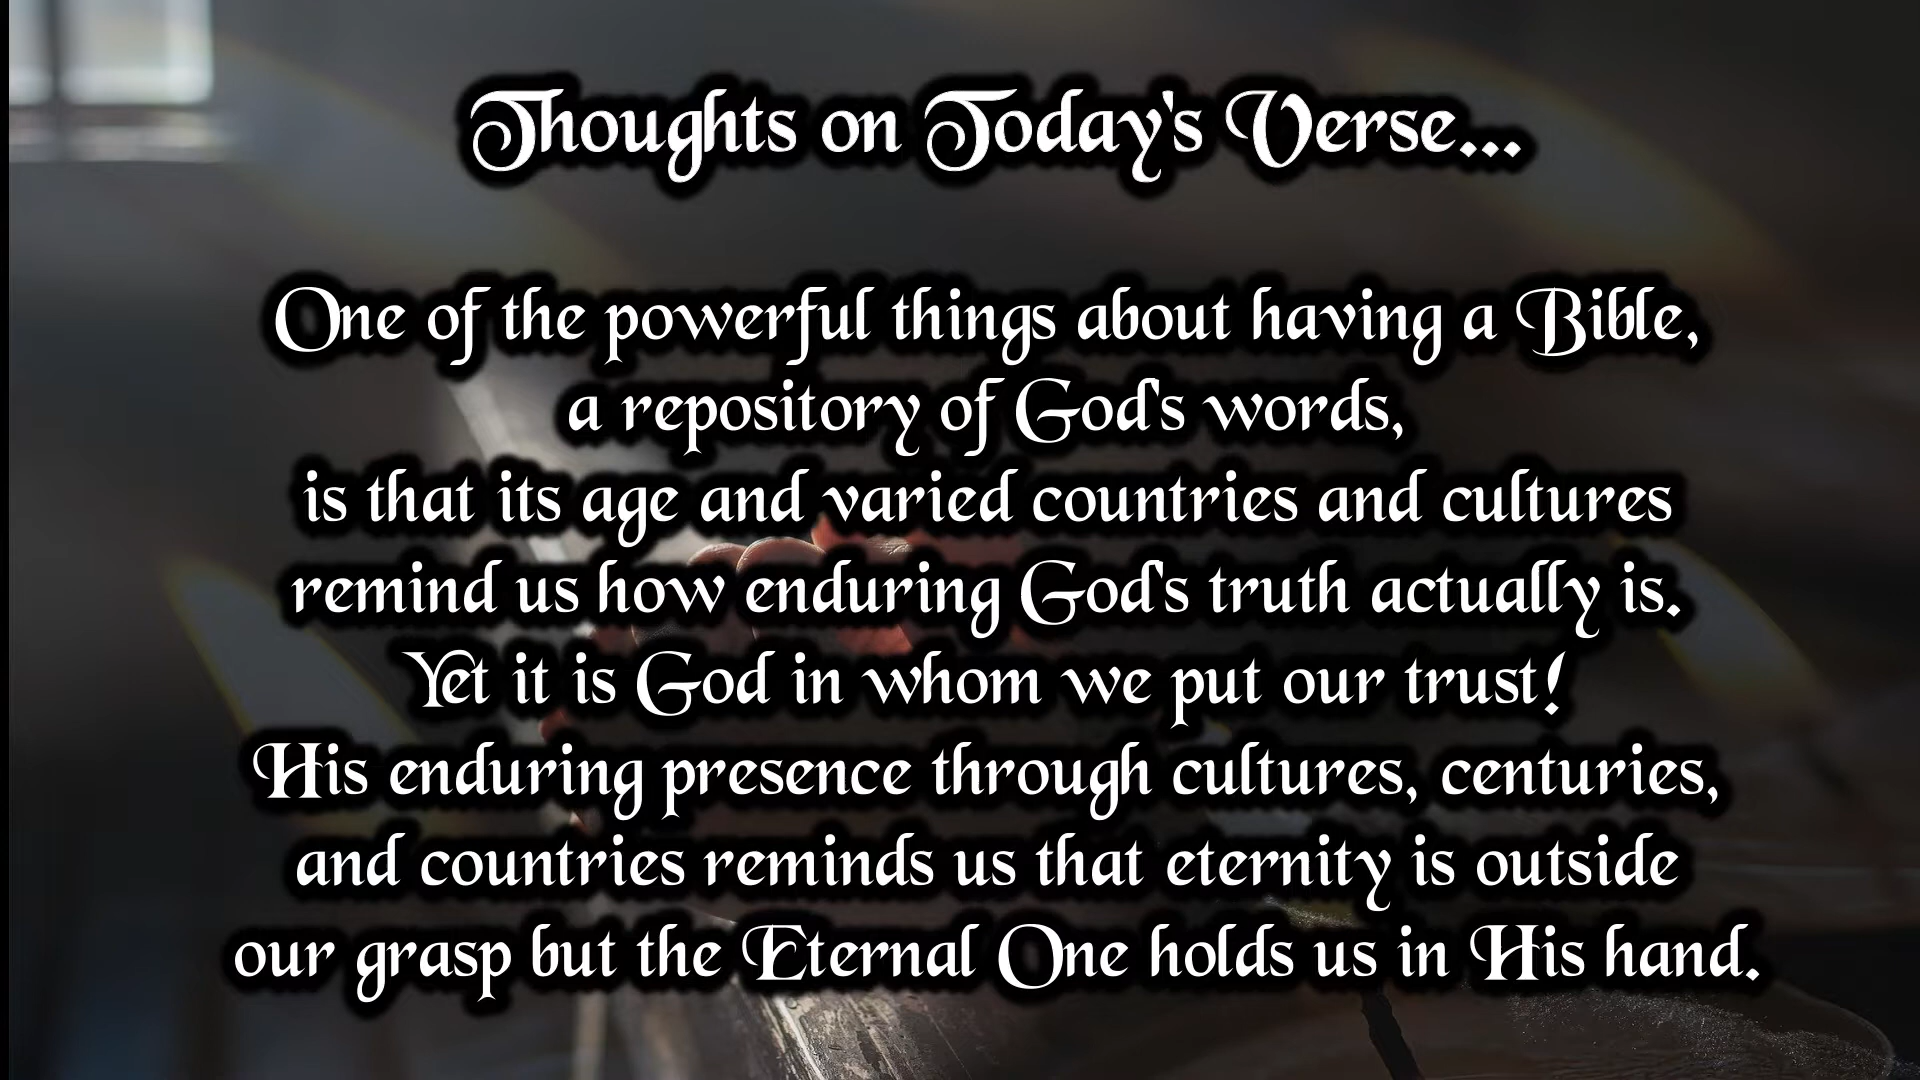 Thoughts on Today's Verse...
One of the powerful things about having a Bible,
a repository of God's words,
is that its age and varied countries and cultures
remind us how enduring God's truth actually is.
Yet it is God in whom we put our trust!
His enduring presence through cultures, centuries,
and countries reminds us that eternity is outside
our grasp but the Eternal One holds us in His hand.